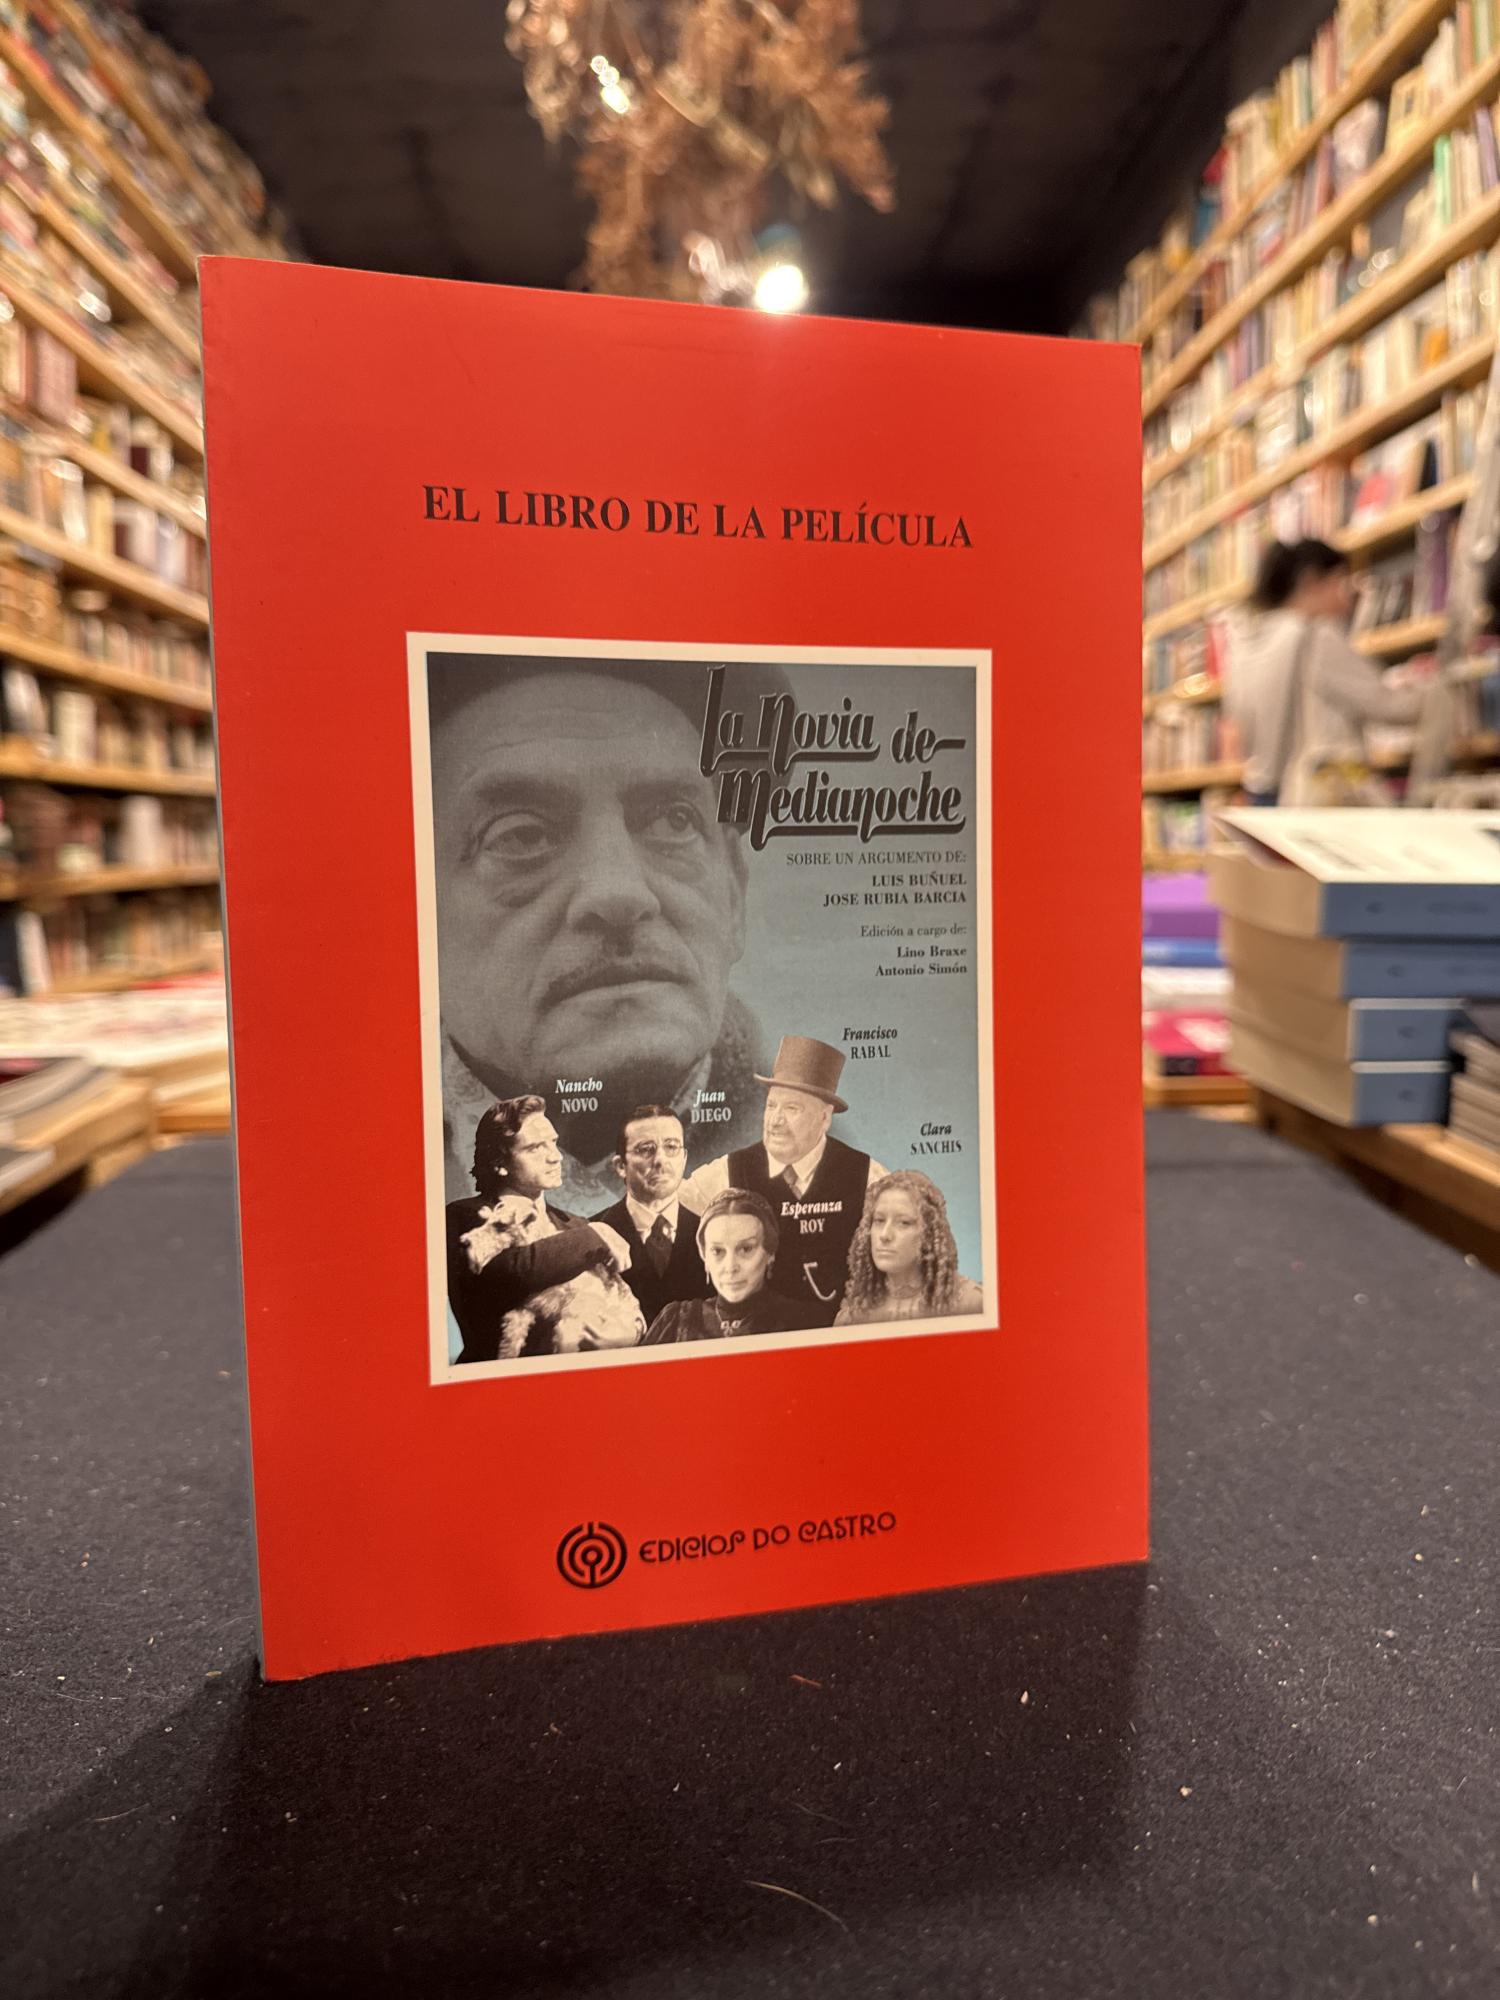 EL LIBRO DE LA PELÍCULA
La Novia de
Medianoche
SOBRE UN ARGUMENTO DE:
LUIS BUÑUEL
JOSE RUBIA BARCIA
Edición a cargo de:
Lino Braxe
Antonio Simón
Francisco
RABAL
Nancho
NOVO
Juan
DIEGO
Clara
SANCHIS
Esperanza
ROY
EDICIOS DO CASTRO